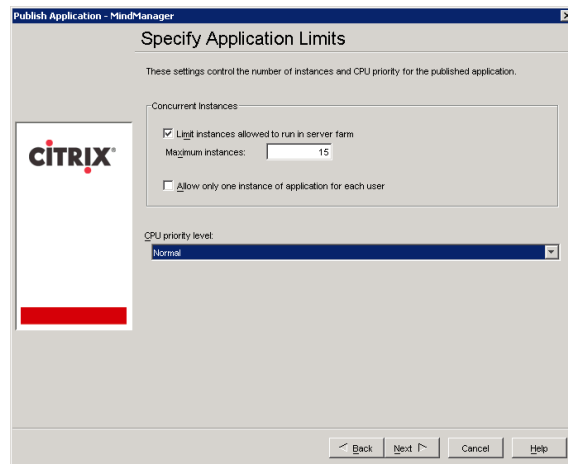 Publish Application - MindManager
Specify Application Limits
These settings control the number of instances and CPU priority for the published application.
Concurrent Instances
Limit instances allowed to run in server farm
Maximum instances: 15
Allow only one instance of application for each user
CITRIX®
CPU priority level:
Normal
Back Next Cancel Help